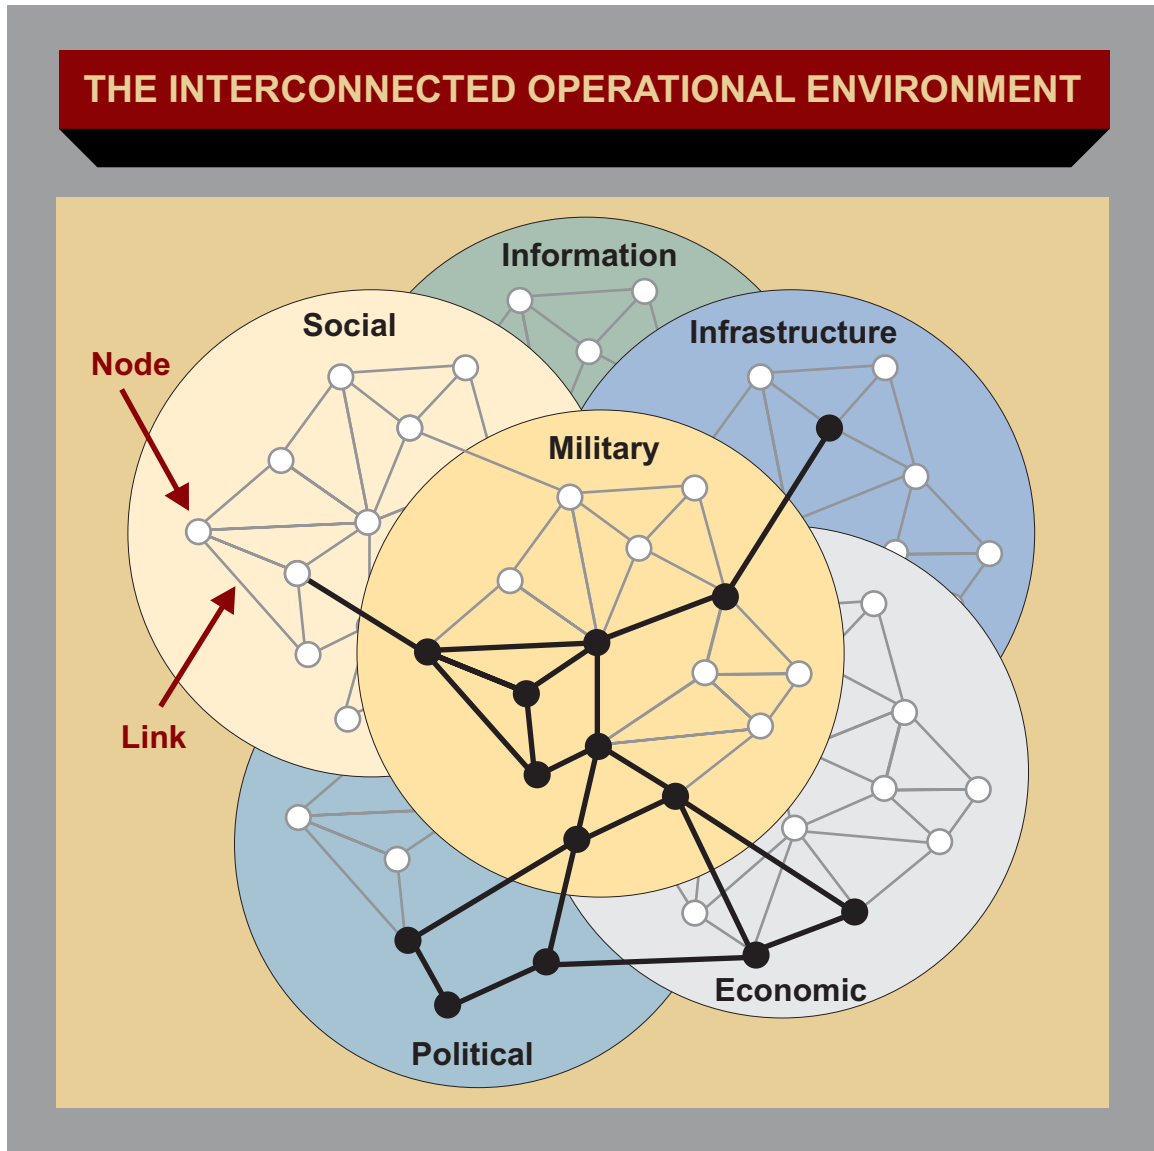 THE INTERCONNECTED OPERATIONAL ENVIRONMENT
Information
Social
Infrastructure
Node
Military
Link
Economic
Political